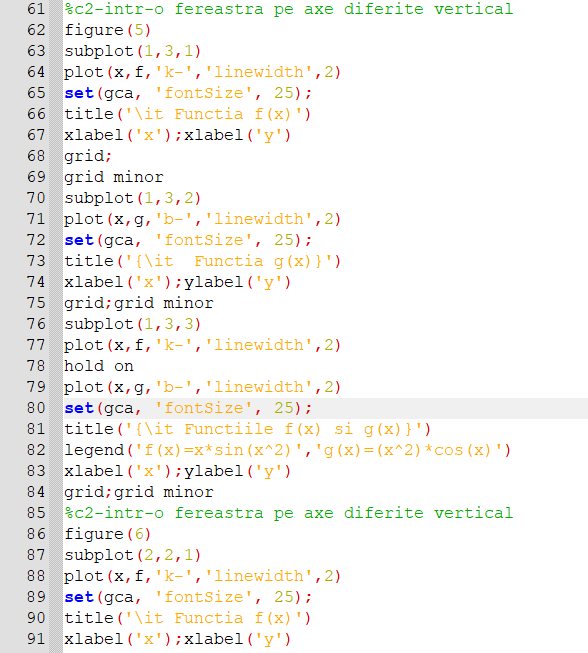 61 %c2-intr-o fereastra pe axe diferite vertical
62 figure(5)
63 subplot(1,3,1)
64 plot(x,f,'k-','linewidth',2)
65 set(gca, 'fontSize', 25);
66 title('\it Functia f(x)')
67 xlabel('x');xlabel('y')
68 grid;
69 grid minor
70 subplot(1,3,2)
71 plot(x,g,'b-','linewidth',2)
72 set(gca, 'fontSize', 25);
73 title('{\it  Functia g(x)}')
74 xlabel('x');ylabel('y')
75 grid;grid minor
76 subplot(1,3,3)
77 plot(x,f,'k-','linewidth',2)
78 hold on
79 plot(x,g,'b-','linewidth',2)
80 set(gca, 'fontSize', 25);
81 title('{\it Functiile f(x) si g(x)}')
82 legend('f(x)=x*sin(x^2)','g(x)=(x^2)*cos(x)')
83 xlabel('x');ylabel('y')
84 grid;grid minor
85 %c2-intr-o fereastra pe axe diferite vertical
86 figure(6)
87 subplot(2,2,1)
88 plot(x,f,'k-','linewidth',2)
89 set(gca, 'fontSize', 25);
90 title('\it Functia f(x)')
91 xlabel('x');xlabel('y')